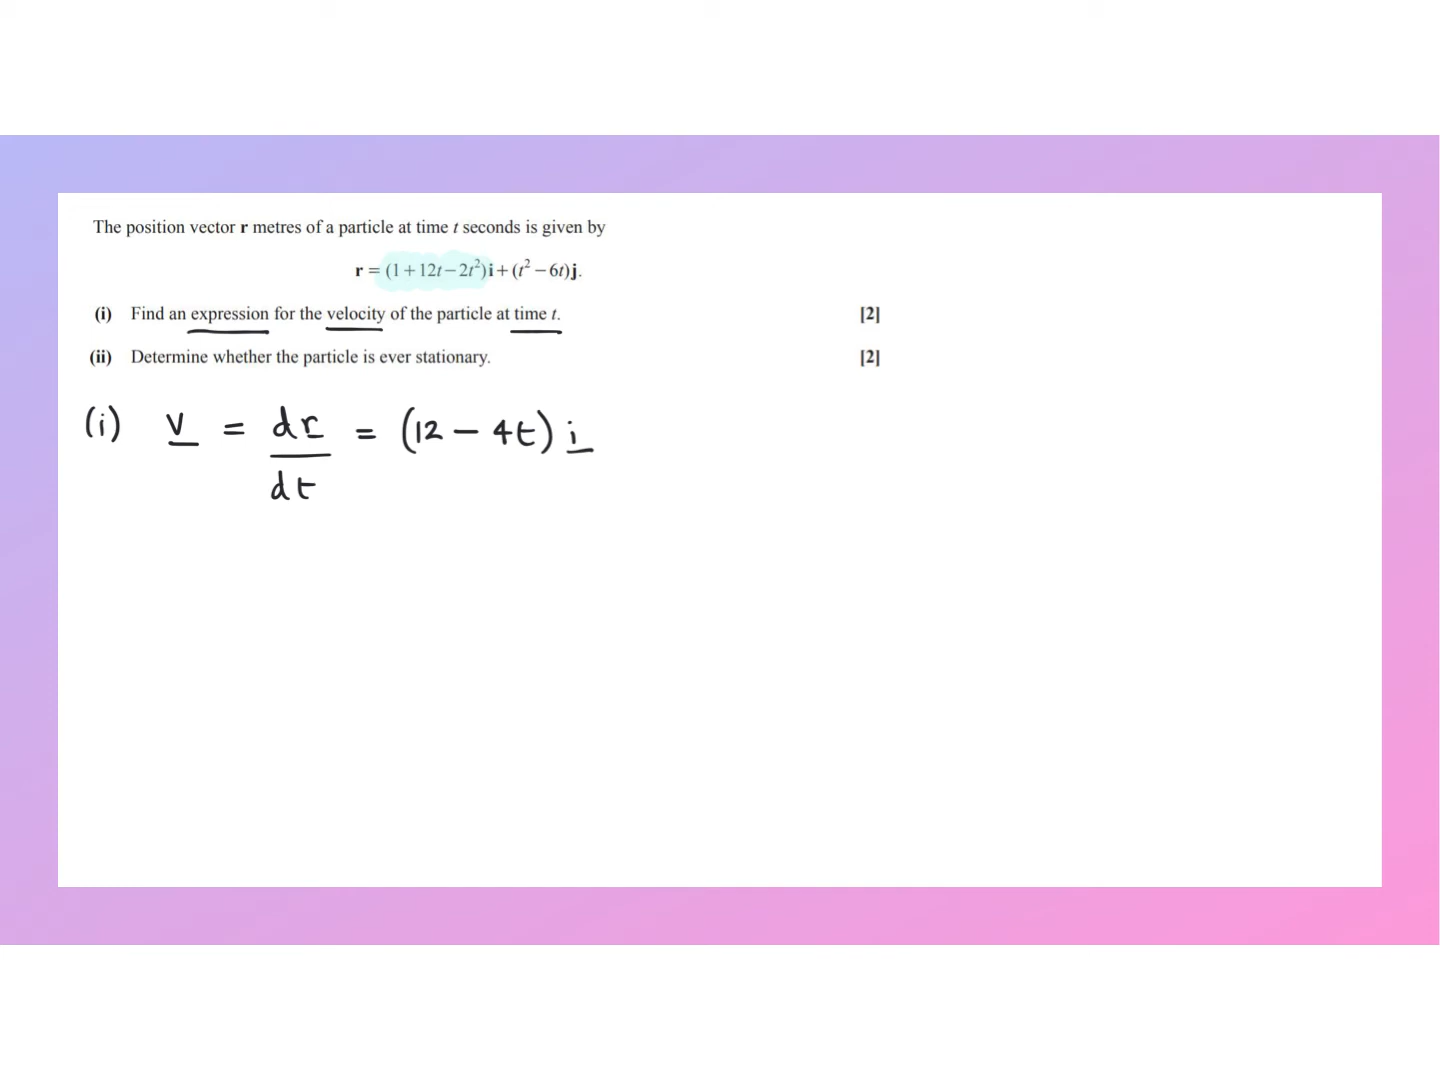 The position vector r metres of a particle at time t seconds is given by
r = (1 + 12t − 2t²)i + (t² − 6t)j.
(i) Find an expression for the velocity of the particle at time t. [2]
(ii) Determine whether the particle is ever stationary. [2]
(i) v = dr/dt = (12 − 4t) i